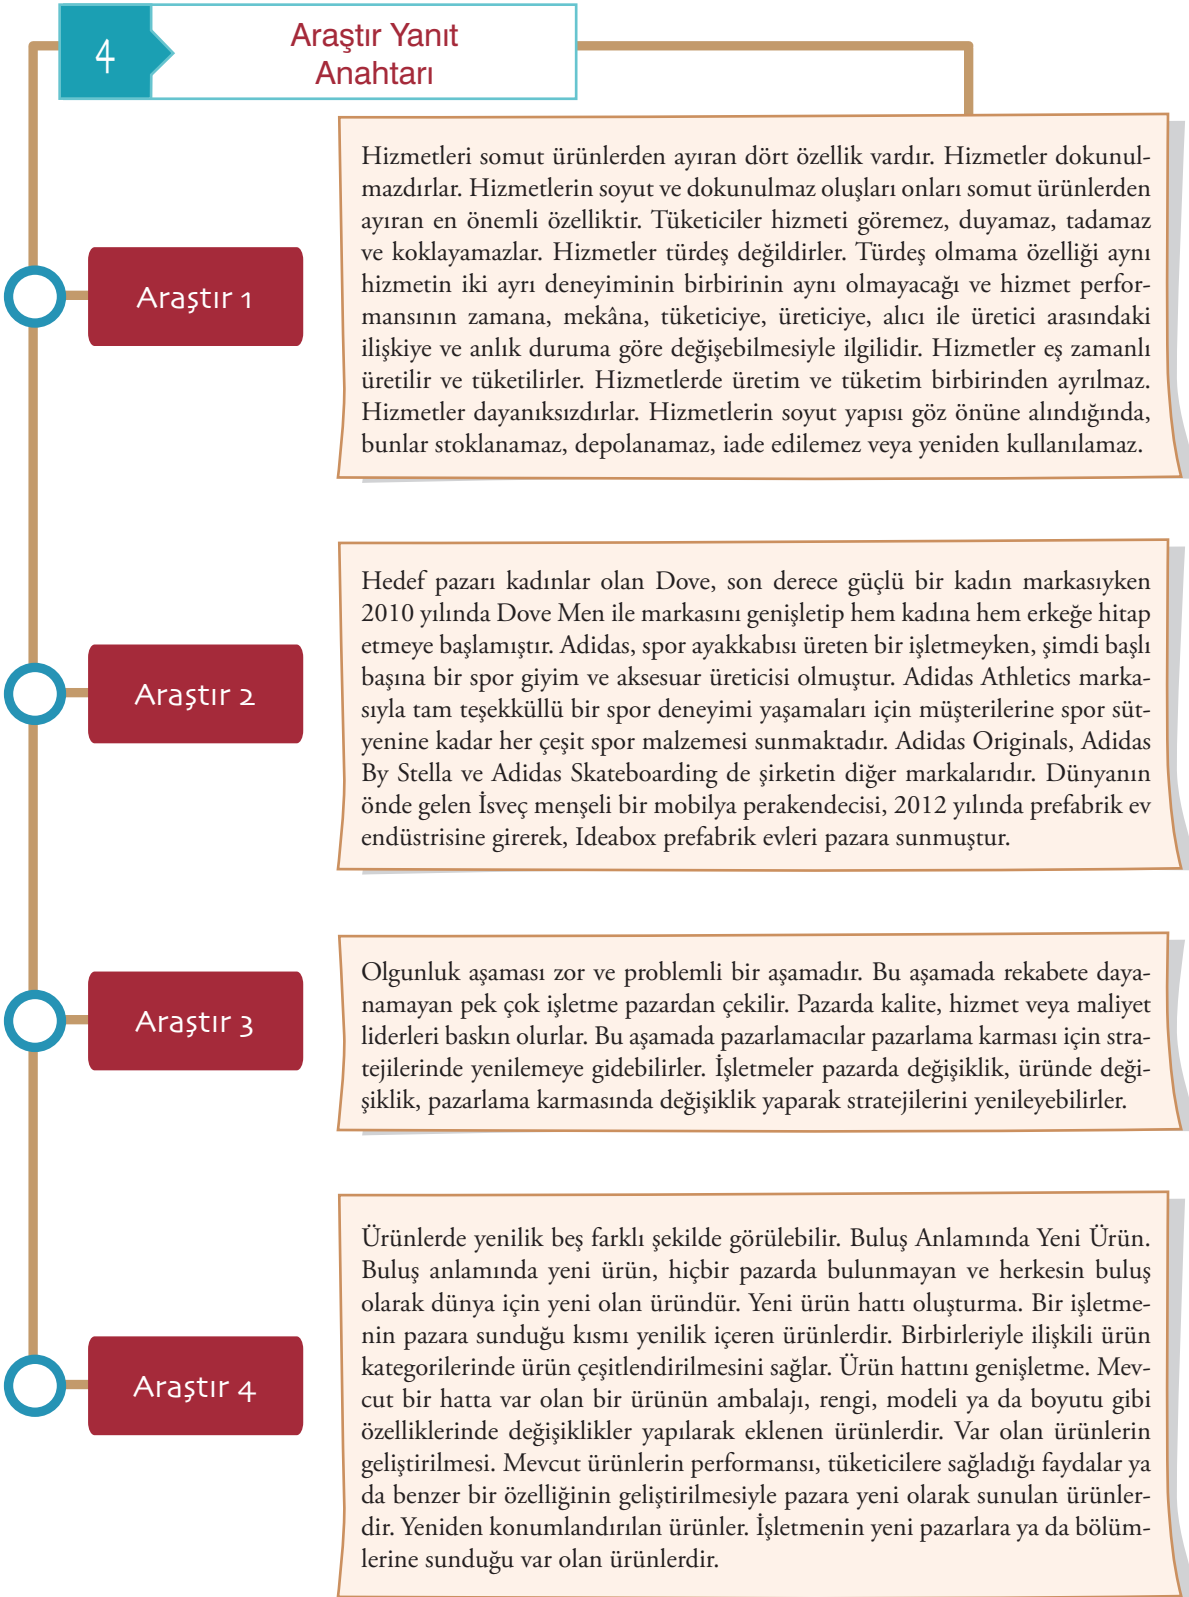 4
Araştır Yanıt
Anahtarı
Araştır 1
Hizmetleri somut ürünlerden ayıran dört özellik vardır. Hizmetler dokunul-
mazdırlar. Hizmetlerin soyut ve dokunulmaz oluşları onları somut ürünlerden
ayıran en önemli özelliktir. Tüketiciler hizmeti göremez, duyamaz, tadamaz
ve koklayamazlar. Hizmetler türdeş değildirler. Türdeş olmama özelliği aynı
hizmetin iki ayrı deneyiminin birbirinin aynı olmayacağı ve hizmet perfor-
mansının zamana, mekâna, tüketiciye, üreticiye, alıcı ile üretici arasındaki
ilişkiye ve anlık duruma göre değişebilmesiyle ilgilidir. Hizmetler eş zamanlı
üretilir ve tüketilirler. Hizmetlerde üretim ve tüketim birbirinden ayrılmaz.
Hizmetler dayanıksızdırlar. Hizmetlerin soyut yapısı göz önüne alındığında,
bunlar stoklanamaz, depolanamaz, iade edilemez veya yeniden kullanılamaz.
Araştır 2
Hedef pazarı kadınlar olan Dove, son derece güçlü bir kadın markasıyken
2010 yılında Dove Men ile markasını genişletip hem kadına hem erkeğe hitap
etmeye başlamıştır. Adidas, spor ayakkabısı üreten bir işletmeyken, şimdi başlı
başına bir spor giyim ve aksesuar üreticisi olmuştur. Adidas Athletics marka-
sıyla tam teşekküllü bir spor deneyimi yaşamaları için müşterilerine spor süt-
yenine kadar her çeşit spor malzemesi sunmaktadır. Adidas Originals, Adidas
By Stella ve Adidas Skateboarding de şirketin diğer markalarıdır. Dünyanın
önde gelen İsveç menşeli bir mobilya perakendecisi, 2012 yılında prefabrik ev
endüstrisine girerek, Ideabox prefabrik evleri pazara sunmuştur.
Araştır 3
Olgunluk aşaması zor ve problemli bir aşamadır. Bu aşamada rekabete daya-
namayan pek çok işletme pazardan çekilir. Pazarda kalite, hizmet veya maliyet
liderleri baskın olurlar. Bu aşamada pazarlamacılar pazarlama karması için stra-
tejilerinde yenilemeye gidebilirler. İşletmeler pazarda değişiklik, üründe deği-
şiklik, pazarlama karmasında değişiklik yaparak stratejilerini yenileyebilirler.
Araştır 4
Ürünlerde yenilik beş farklı şekilde görülebilir. Buluş Anlamında Yeni Ürün.
Buluş anlamında yeni ürün, hiçbir pazarda bulunmayan ve herkesin buluş
olarak dünya için yeni olan üründür. Yeni ürün hattı oluşturma. Bir işletme-
nin pazara sunduğu kısmı yenilik içeren ürünlerdir. Birbirleriyle ilişkili ürün
kategorilerinde ürün çeşitlendirilmesini sağlar. Ürün hattını genişletme. Mev-
cut bir hatta var olan bir ürünün ambalajı, rengi, modeli ya da boyutu gibi
özelliklerinde değişiklikler yapılarak eklenen ürünlerdir. Var olan ürünlerin
geliştirilmesi. Mevcut ürünlerin performansı, tüketicilere sağladığı faydalar ya
da benzer bir özelliğinin geliştirilmesiyle pazara yeni olarak sunulan ürünler-
dir. Yeniden konumlandırılan ürünler. İşletmenin yeni pazarlara ya da bölüm-
lerine sunduğu var olan ürünlerdir.